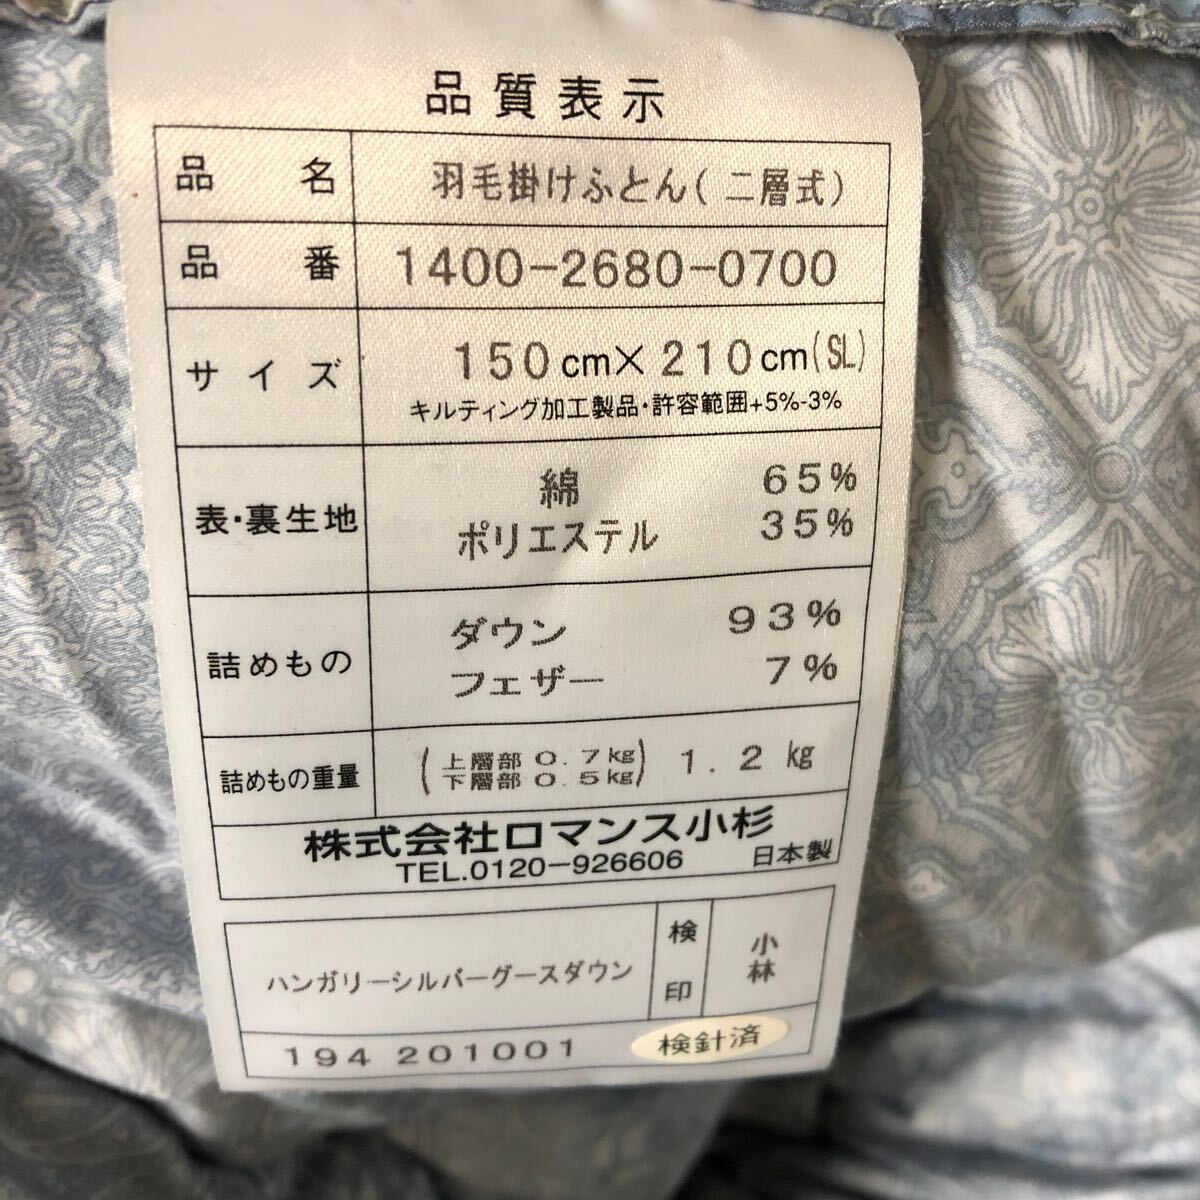 品質表示
品名 羽毛掛けふとん(二層式)
品番 1400-2680-0700
サイズ 150cm×210cm(SL)
キルティング加工製品・許容範囲+5%-3%
表・裏生地 綿 65%
ポリエステル 35%
詰めもの ダウン 93%
フェザー 7%
詰めもの重量 (上層部 0.7kg 下層部 0.5kg) 1.2kg
株式会社ロマンス小杉
TEL.0120-926606 日本製
ハンガリーシルバーグースダウン 検印 小林
194 201001 検針済